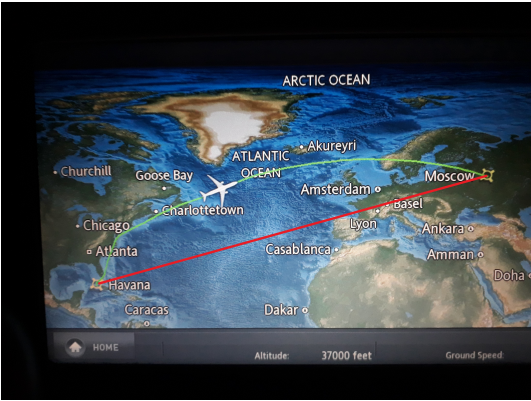 ARCTIC OCEAN
Akureyri
ATLANTIC
OCEAN
Churchill
Goose Bay
Moscow
Amsterdam
Charlottetown
Basel
Chicago
Lyon
Ankara
Atlanta
Casablanca
Amman
Doha
Havana
Caracas
Dakar
HOME
Altitude: 37000 feet Ground Speed: